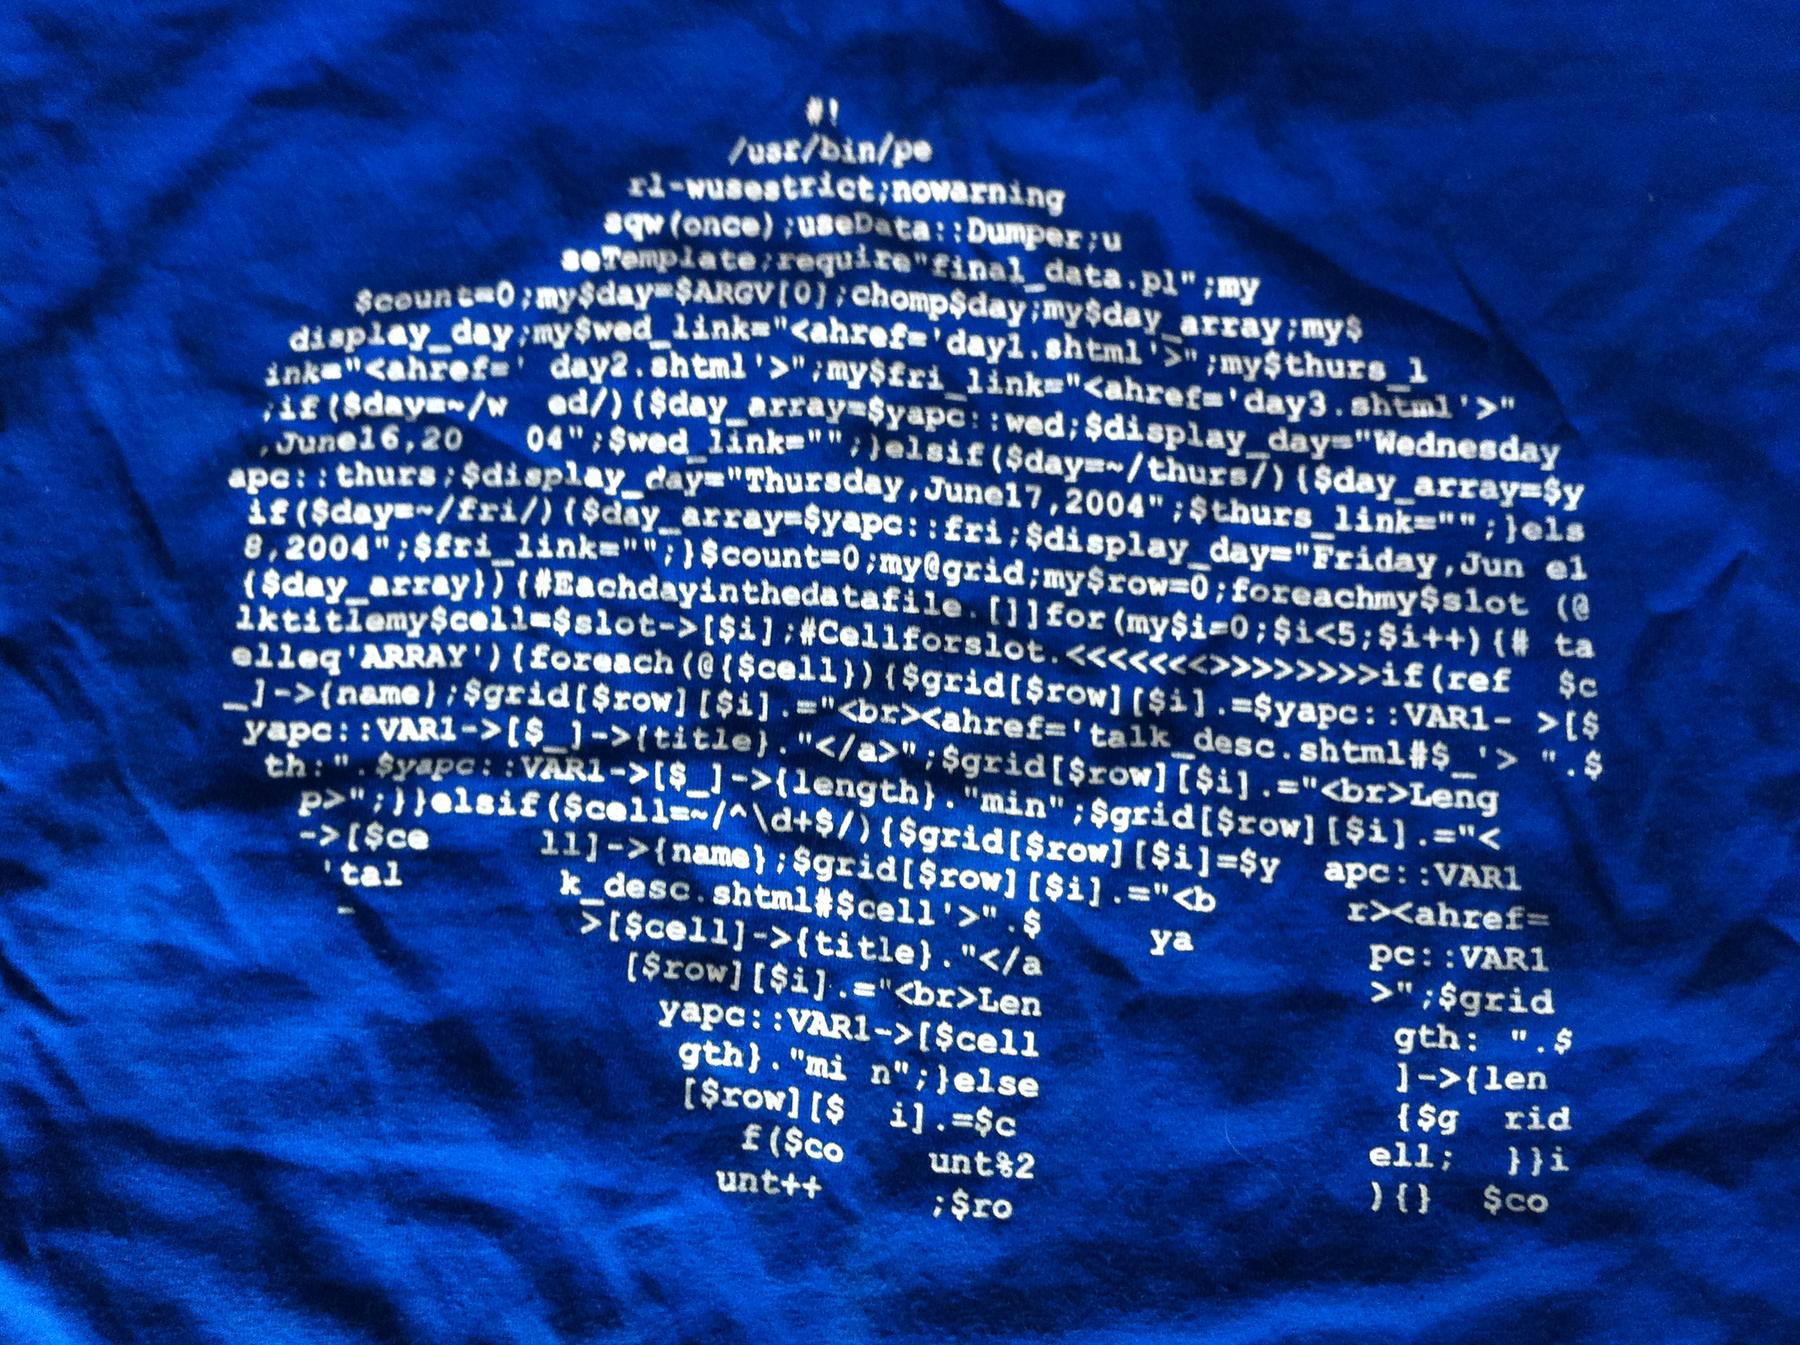 #!
/usr/bin/pe
rl-wusestrict;nowarning
sqw(once);useData::Dumper;u
seTemplate;require"final_data.pl";my
$count=0;my$day=$ARGV[0];chomp$day;my$day_array;my$
display_day;my$wed_link="<ahref='day1.shtml'>";my$thurs_l
ink="<ahref=' day2.shtml'>";my$fri_link="<ahref='day3.shtml'>"
;if($day=~/w ed/){$day_array=$yapc::wed;$display_day="Wednesday
,June16,20 04";$wed_link="";}elsif($day=~/thurs/){$day_array=$y
apc::thurs;$display_day="Thursday,June17,2004";$thurs_link="";}els
if($day=~/fri/){$day_array=$yapc::fri;$display_day="Friday,Jun e1
8,2004";$fri_link="";}$count=0;my@grid;my$row=0;foreachmy$slot (@
{$day_array}){#Eachdayinthedatafile.[]]for(my$i=0;$i<5;$i++){# ta
lktitlemy$cell=$slot->[$i];#Cellforslot.<<<<<<<>>>>>>>>if(ref $c
elleq'ARRAY'){foreach(@{$cell}){$grid[$row][$i].=$yapc::VAR1- >[$
_]->{name};$grid[$row][$i].="<br><ahref='talk_desc.shtml#$_'> ".$
yapc::VAR1->[$_]->{title}."</a>";$grid[$row][$i].="<br>Leng
th:".$yapc::VAR1->[$_]->{length}."min";$grid[$row][$i].="<
p>";}}elsif($cell=~/^\d+$/){$grid[$row][$i]=$y apc::VAR1
->[$ce ll]->{name};$grid[$row][$i].="<b r><ahref=
'tal k_desc.shtml#$cell'>".$ ya pc::VAR1
- >[$cell]->{title}."</a >";$grid
[$row][$i].="<br>Len gth: ".$
yapc::VAR1->[$cell ]->{len
gth}."mi n";}else {$g rid
[$row][$ i].=$c ell; }}i
f($co unt%2 ){} $co
unt++ ;$ro